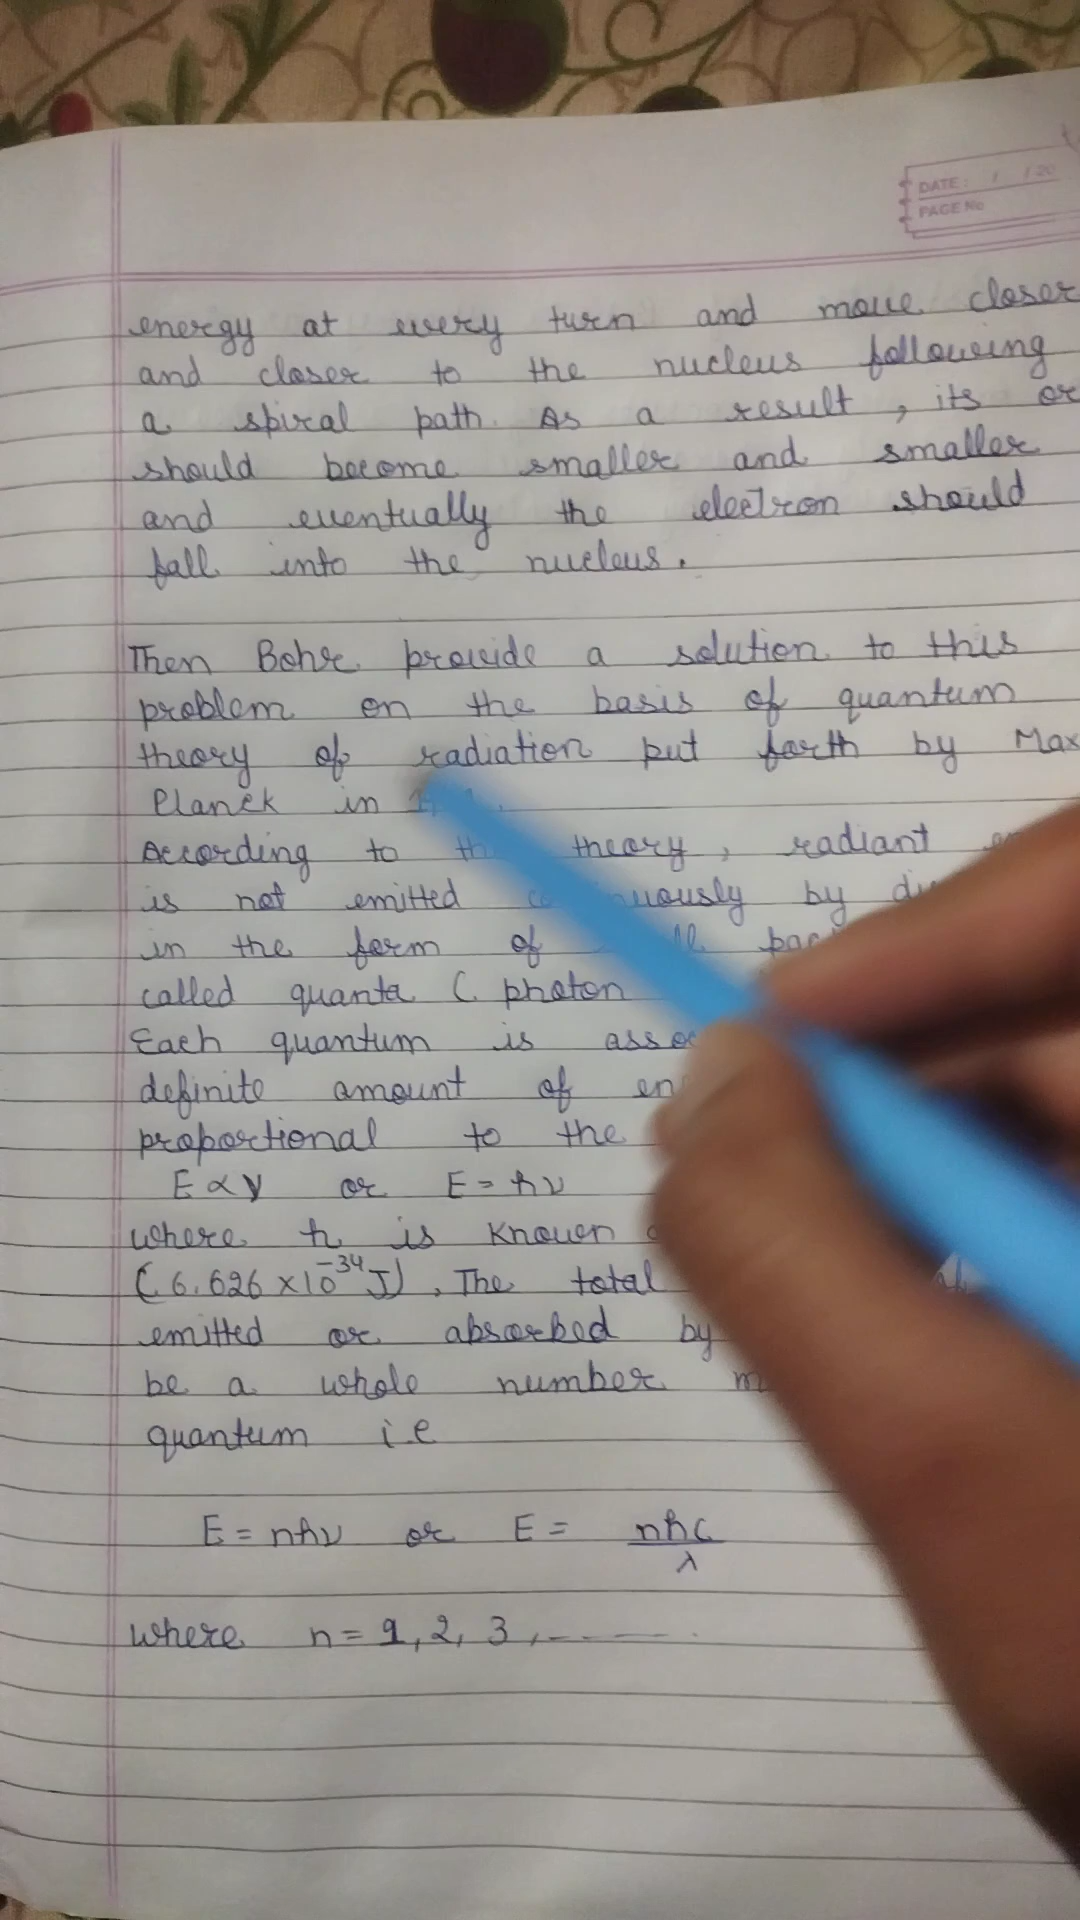 DATE: / / 20
PAGE No
energy at every turn and move closer
and closer to the nucleus following
a spiral path. As a result, its
should become smaller and smaller
and eventually the electron should
fall into the nucleus.
Then Bohr provide a solution to this
problem on the basis of quantum
theory of radiation put forth by Max
Planck in
According to theory, radiant
is not emitted by
in the form of
called quanta ( photon
Each quantum is
definite amount of
proportional to the
E ∝ ν or E = hν
where h is known
(6.626 ×10⁻³⁴J). The total
emitted or absorbed by
be a whole number
quantum i.e
E = nhν or E = nhc/λ
where n = 1, 2, 3, -----